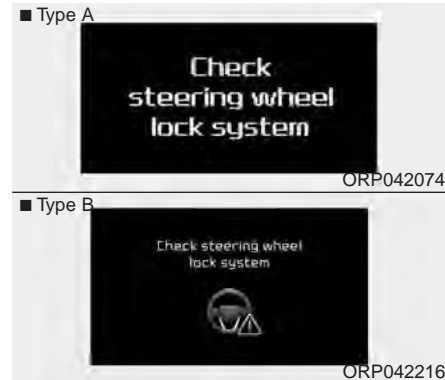 ■ Type A
Check
steering wheel
lock system
ORP042074
■ Type B
Check steering wheel
lock system
ORP042216